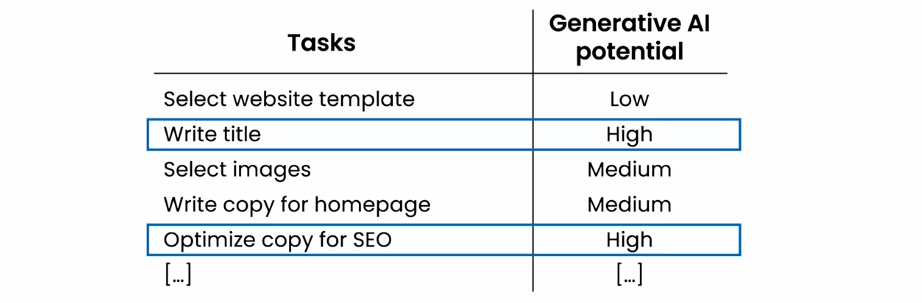 Tasks
Generative AI
potential
Select website template Low
Write title High
Select images Medium
Write copy for homepage Medium
Optimize copy for SEO High
[...] [...]